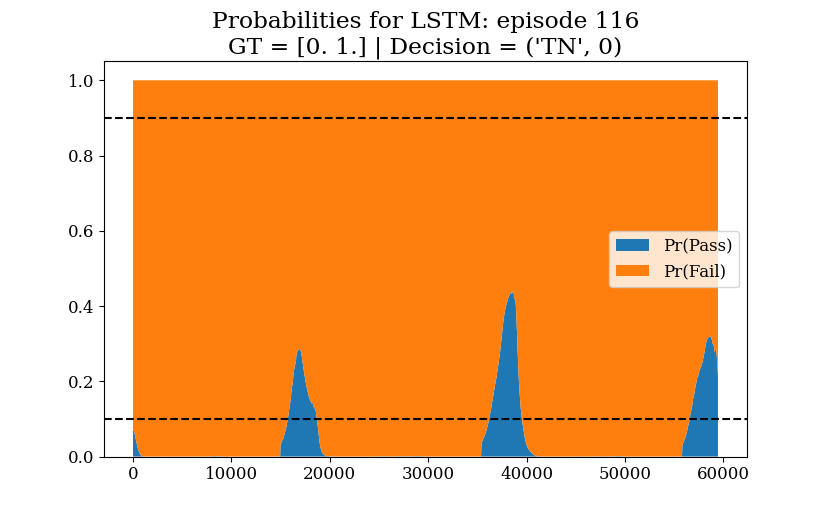 Probabilities for LSTM: episode 116
GT = [0. 1.] | Decision = ('TN', 0)
1.0
0.8
0.6
0.4
0.2
0.0
Pr(Pass)
Pr(Fail)
0 10000 20000 30000 40000 50000 60000